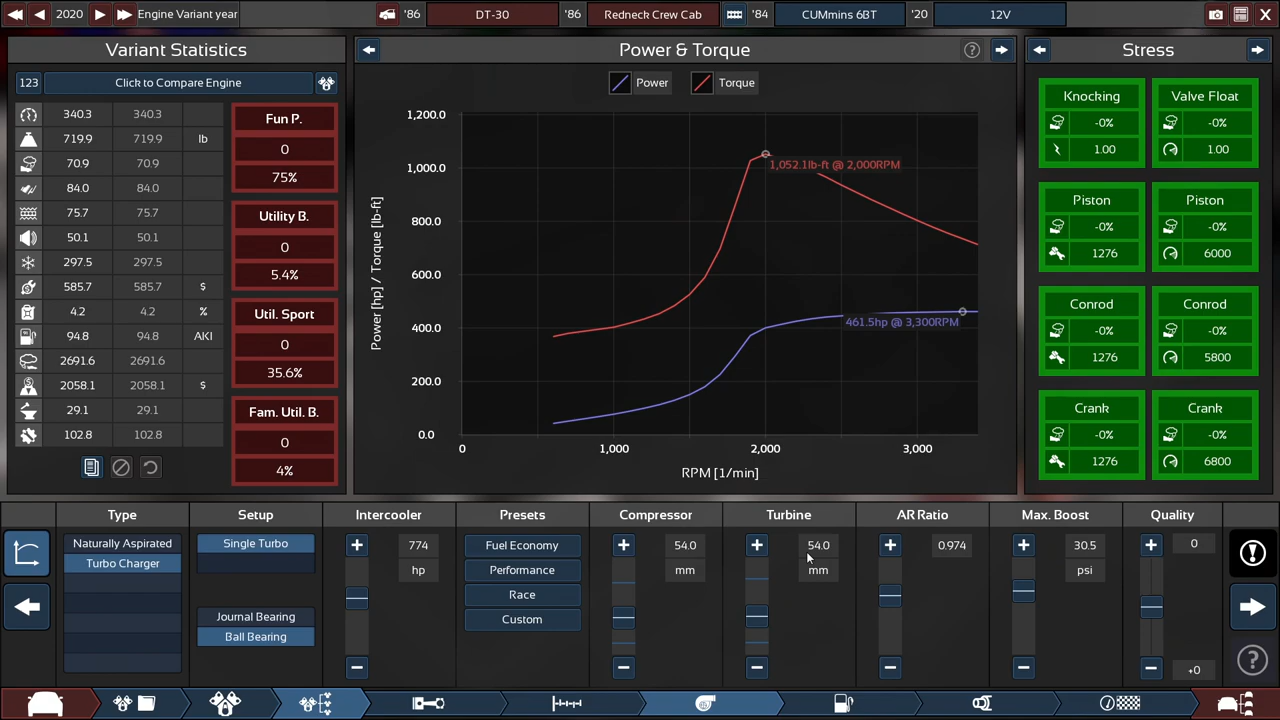 2020 Engine Variant year '86 DT-30 '86 Redneck Crew Cab '84 CUMmins 6BT '20 12V
Variant Statistics
123 Click to Compare Engine
340.3 340.3
719.9 719.9 lb
70.9 70.9
84.0 84.0
75.7 75.7
50.1 50.1
297.5 297.5
585.7 585.7 $
4.2 4.2 %
94.8 94.8 AKI
2691.6 2691.6
2058.1 2058.1 $
29.1 29.1
102.8 102.8
Fun P.
0
75%
Utility B.
0
5.4%
Util. Sport
0
35.6%
Fam. Util. B.
0
4%
Power & Torque ?
Power Torque
1,200.0
1,000.0
800.0
600.0
400.0
200.0
0.0
Power [hp] / Torque [lb-ft]
1,052.1lb-ft @ 2,000RPM
461.5hp @ 3,300RPM
0 1,000 2,000 3,000
RPM [1/min]
Stress
Knocking
-0%
1.00
Valve Float
-0%
1.00
Piston
-0%
1276
Piston
-0%
6000
Conrod
-0%
1276
Conrod
-0%
5800
Crank
-0%
1276
Crank
-0%
6800
Type
Naturally Aspirated
Turbo Charger
Setup
Single Turbo
Journal Bearing
Ball Bearing
Intercooler
774
hp
Presets
Fuel Economy
Performance
Race
Custom
Compressor
54.0
mm
Turbine
54.0
mm
AR Ratio
0.974
Max. Boost
30.5
psi
Quality
0
+0
?